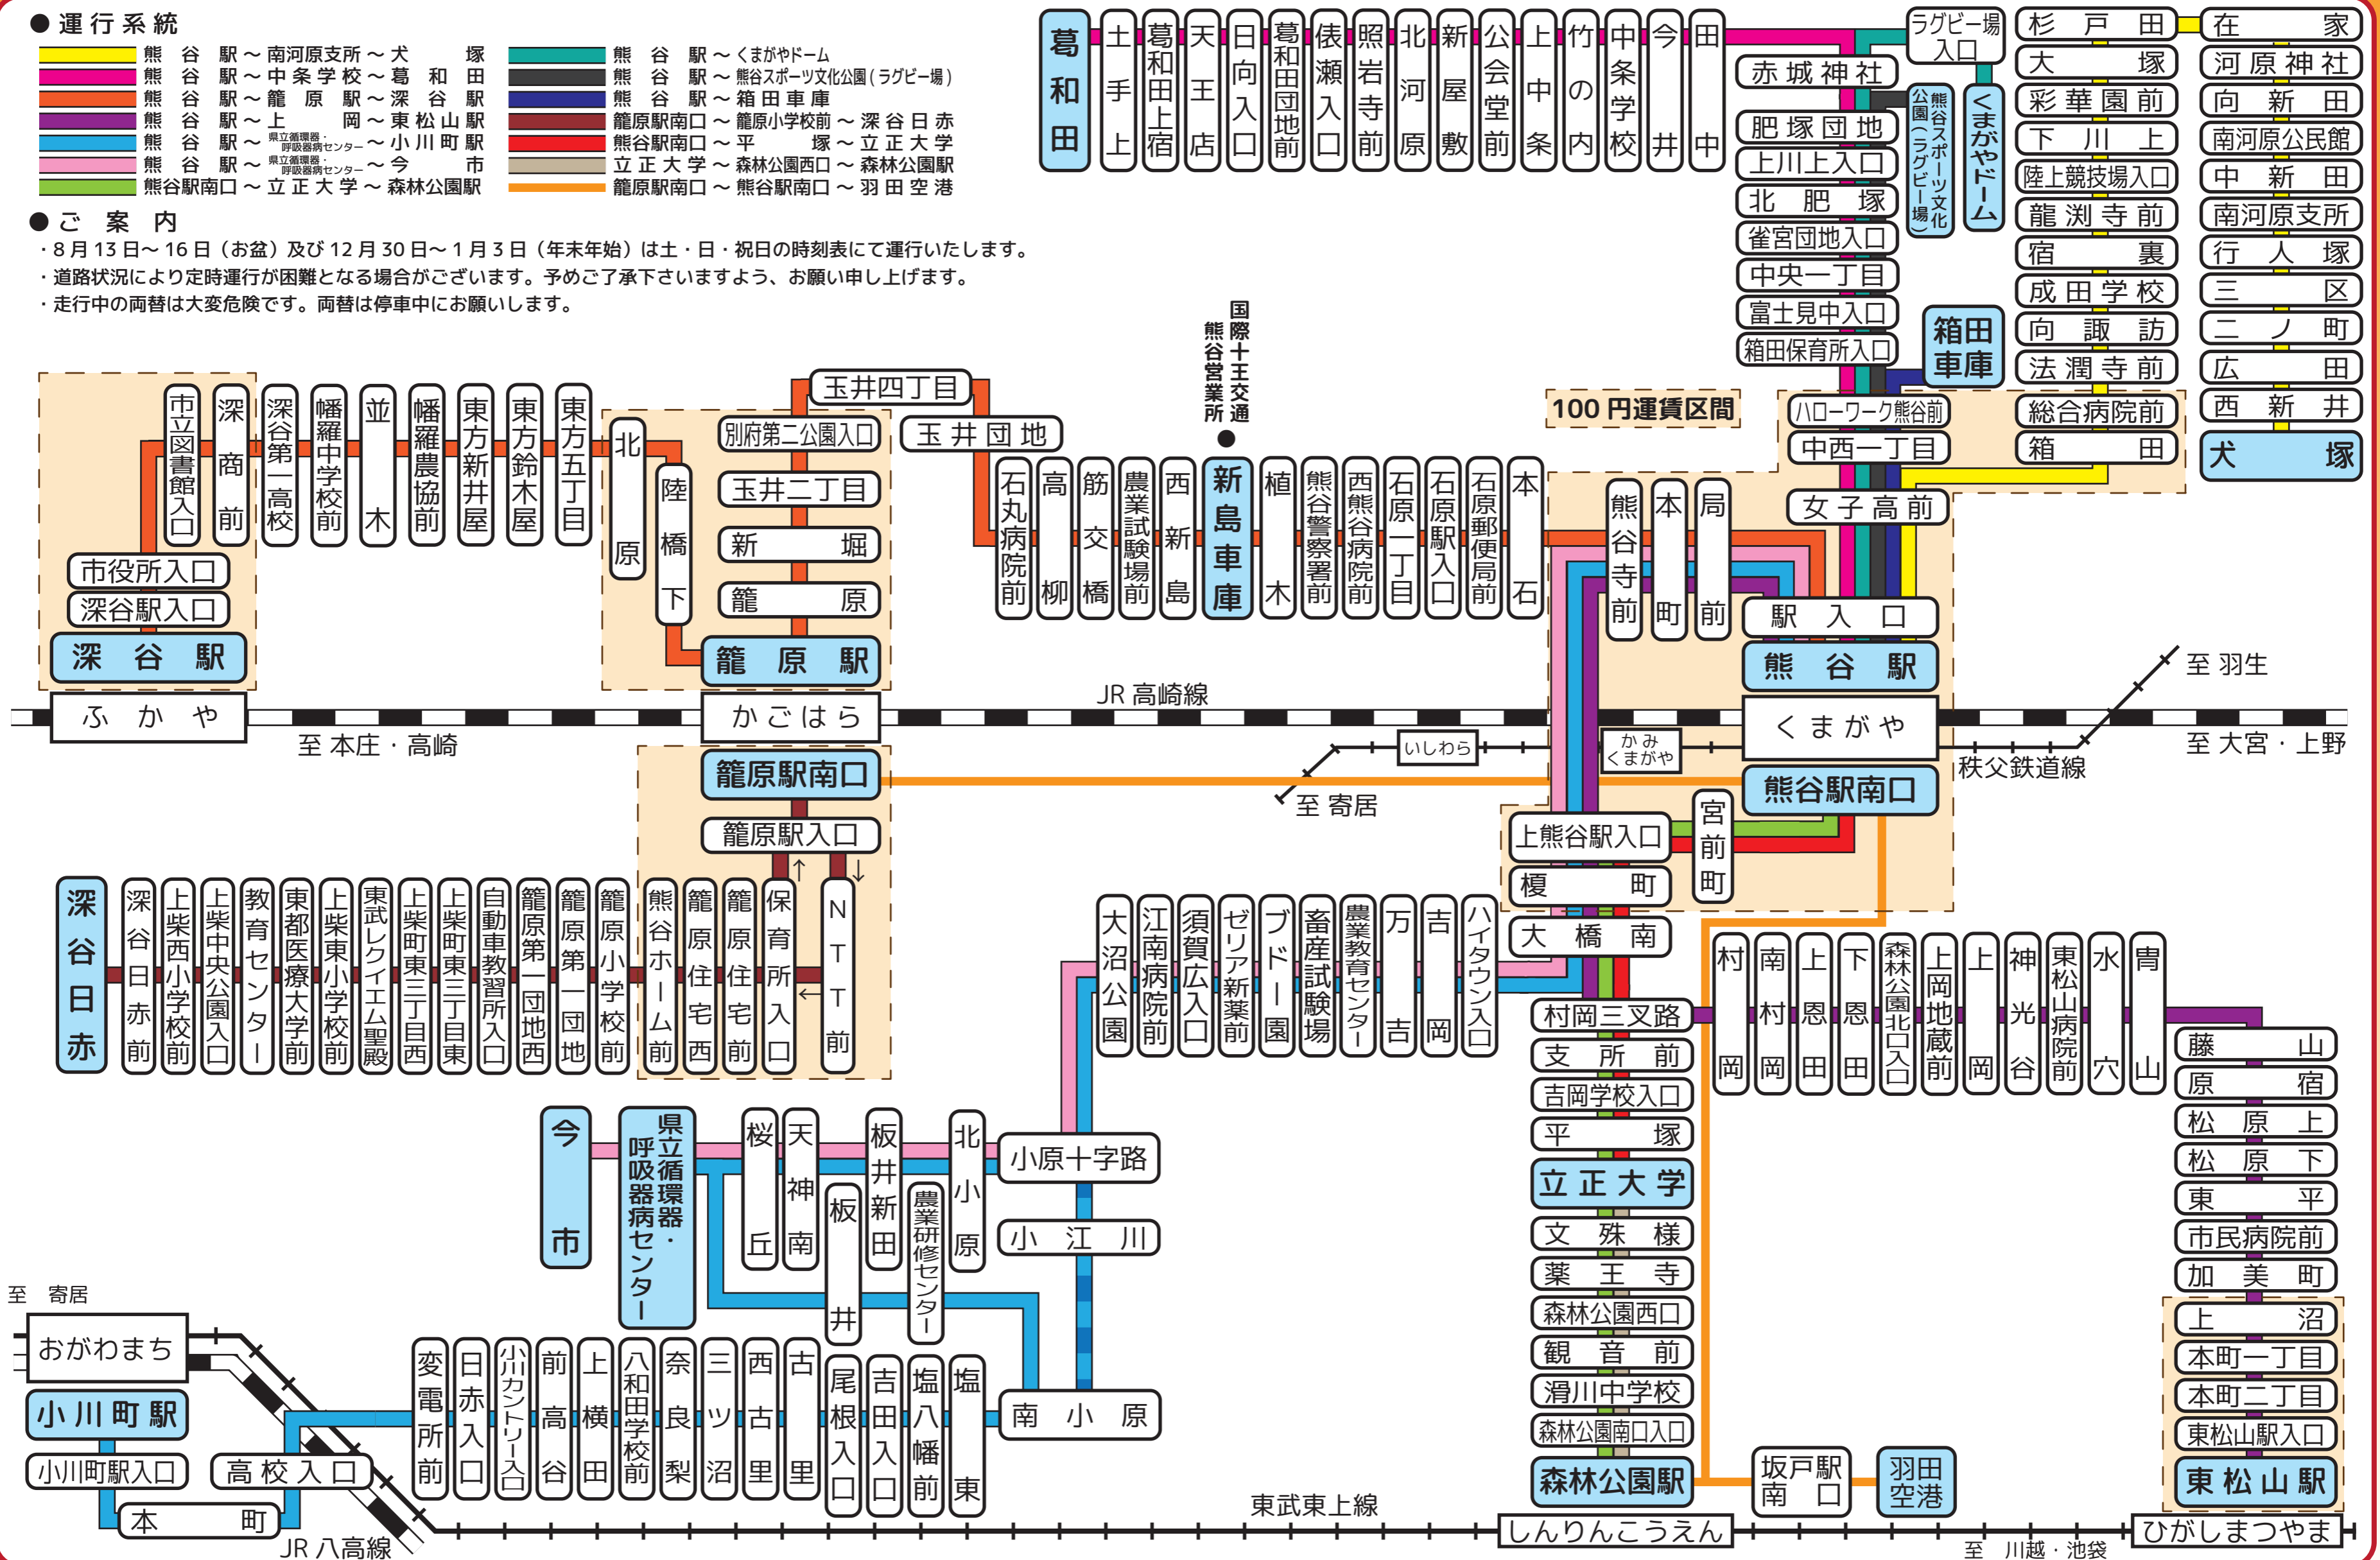 ● 運行系統
熊谷駅～南河原支所～犬塚
熊谷駅～中条学校～葛和田
熊谷駅～籠原駅～深谷駅
熊谷駅～上岡～東松山駅
熊谷駅～県立循環器・呼吸器病センター～小川町駅
熊谷駅～県立循環器・呼吸器病センター～今市
熊谷駅南口～立正大学～森林公園駅
熊谷駅～くまがやドーム
熊谷駅～熊谷スポーツ文化公園(ラグビー場)
熊谷駅～箱田車庫
籠原駅南口～籠原小学校前～深谷日赤
熊谷駅南口～平塚～立正大学
立正大学～森林公園西口～森林公園駅
籠原駅南口～熊谷駅南口～羽田空港
● ご案内
・8月13日～16日（お盆）及び12月30日～1月3日（年末年始）は土・日・祝日の時刻表にて運行いたします。
・道路状況により定時運行が困難となる場合がございます。予めご了承下さいますよう、お願い申し上げます。
・走行中の両替は大変危険です。両替は停車中にお願いします。
葛和田
土手上
葛和田上宿
天王店
日向入口
葛和田団地前
俵瀬入口
照岩寺前
北河原
新屋敷
公会堂前
上中条
竹の内
中条学校
今井
田中
赤城神社
肥塚団地
上川上入口
北肥塚
雀宮団地入口
中央一丁目
富士見中入口
箱田保育所入口
ハローワーク熊谷前
中西一丁目
女子高前
駅入口
熊谷駅
ラグビー場
入口
熊谷スポーツ文化
公園(ラグビー場)
くまがやドーム
箱田
車庫
杉戸田
大塚
彩華園前
下川上
陸上競技場入口
龍渕寺前
宿裏
成田学校
向諏訪
法潤寺前
総合病院前
箱田
在家
河原神社
向新田
南河原公民館
中新田
南河原支所
行人塚
三区
二ノ町
広田
西新井
犬塚
100円運賃区間
国際十王交通
熊谷営業所
●
市立図書館入口
深商前
深谷第一高校
幡羅中学校前
並木
幡羅農協前
東方新井屋
東方鈴木屋
東方五丁目
北原
陸橋下
市役所入口
深谷駅入口
深谷駅
玉井四丁目
別府第二公園入口
玉井団地
玉井二丁目
新堀
籠原
籠原駅
石丸病院前
高柳
筋交橋
農業試験場前
西新島
新島車庫
植木
熊谷警察署前
西熊谷病院前
石原一丁目
石原駅入口
石原郵便局前
本石
熊谷寺前
本町
局前
ふかや
かごはら
くまがや
JR高崎線
至 本庄・高崎
至 羽生
至 大宮・上野
秩父鉄道線
いしわら
かみ
くまがや
至 寄居
籠原駅南口
籠原駅入口
↑
↓
←
熊谷駅南口
宮前町
上熊谷駅入口
榎町
大橋南
深谷日赤
深谷日赤前
上柴西小学校前
上柴中央公園入口
教育センター
東都医療大学前
上柴東小学校前
東武レクイエム聖殿
上柴町東三丁目西
上柴町東三丁目東
自動車教習所入口
籠原第一団地西
籠原第一団地
籠原小学校前
熊谷ホーム前
籠原住宅西
籠原住宅前
保育所入口
NTT前
大沼公園
江南病院前
須賀広入口
ゼリア新薬前
ブドー園
畜産試験場
農業教育センター
万吉
吉岡
ハイタウン入口
村岡三叉路
支所前
吉岡学校入口
平塚
立正大学
文殊様
薬王寺
森林公園西口
観音前
滑川中学校
森林公園南口入口
森林公園駅
村岡
南村岡
上恩田
下恩田
森林公園北口入口
上岡地蔵前
上岡
神光谷
東松山病院前
水穴
冑山
藤山
原宿
松原上
松原下
東平
市民病院前
加美町
上沼
本町一丁目
本町二丁目
東松山駅入口
東松山駅
坂戸駅
南口
羽田
空港
今市
県立循環器・
呼吸器病センター
桜丘
天神南
板井
板井新田
農業研修センター
北小原
小原十字路
小江川
南小原
至 寄居
おがわまち
小川町駅
小川町駅入口
高校入口
本町
変電所前
日赤入口
小川カントリー入口
前高谷
上横田
八和田学校前
奈良梨
三ツ沼
西古里
古里
尾根入口
吉田入口
塩八幡前
塩東
JR八高線
東武東上線
しんりんこうえん
ひがしまつやま
至 川越・池袋